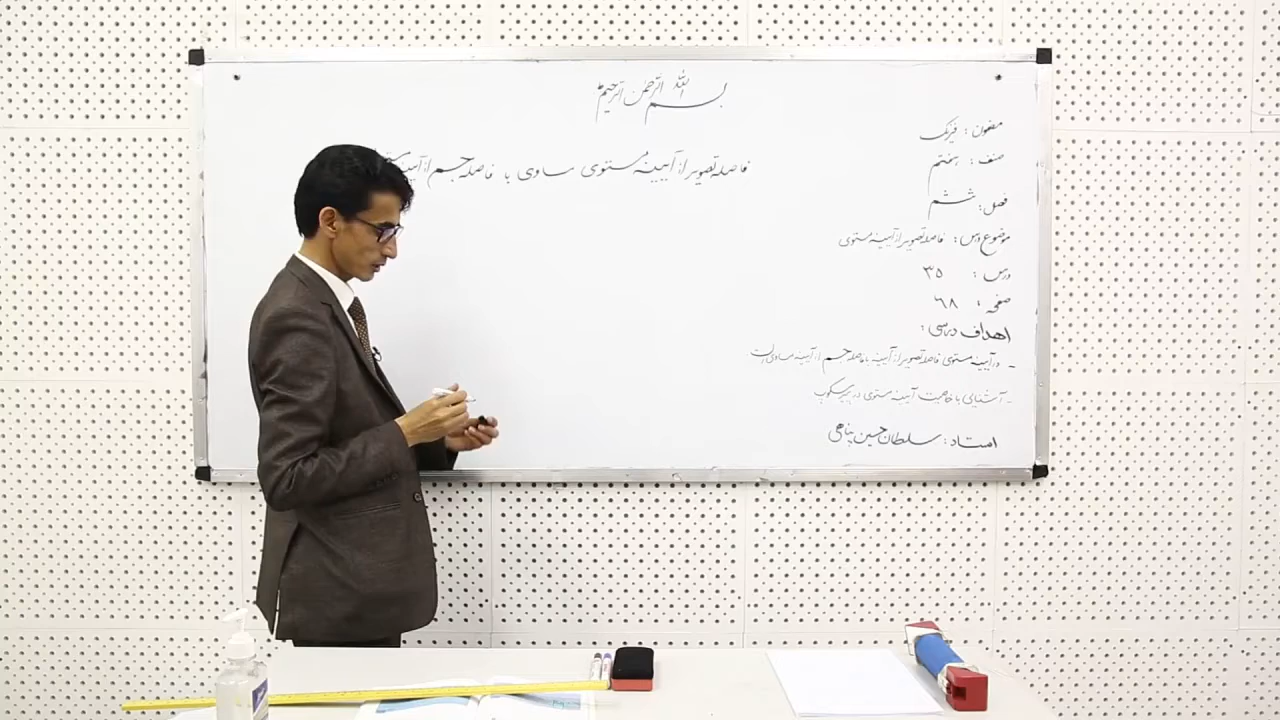 بسم الله الرحمن الرحیم
مضمون: فزیک
صنف: هفتم
فصل: ششم
موضوع درس: فاصله تصویر از آیینه مستوی
درس: ۳۵
صفحه: ۶۸
اهداف درسی:
- در آیینه مستوی فاصله تصویر از آیینه با فاصله جسم از آیینه مساوی است
- آشنایی با آیینه مستوی در پیریسکوپ
استاد: سلطان حسین پناهی
فاصله تصویر از آیینه مستوی مساوی با فاصله جسم از آیینه